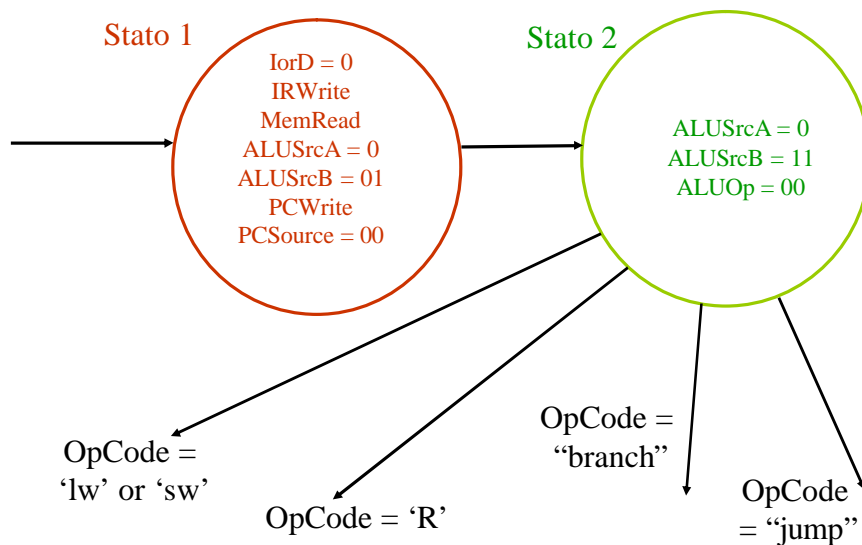 Stato 1
IorD = 0
IRWrite
MemRead
ALUSrcA = 0
ALUSrcB = 01
PCWrite
PCSource = 00
Stato 2
ALUSrcA = 0
ALUSrcB = 11
ALUOp = 00
OpCode =
‘lw’ or ‘sw’
OpCode = ‘R’
OpCode =
“branch”
OpCode
= “jump”